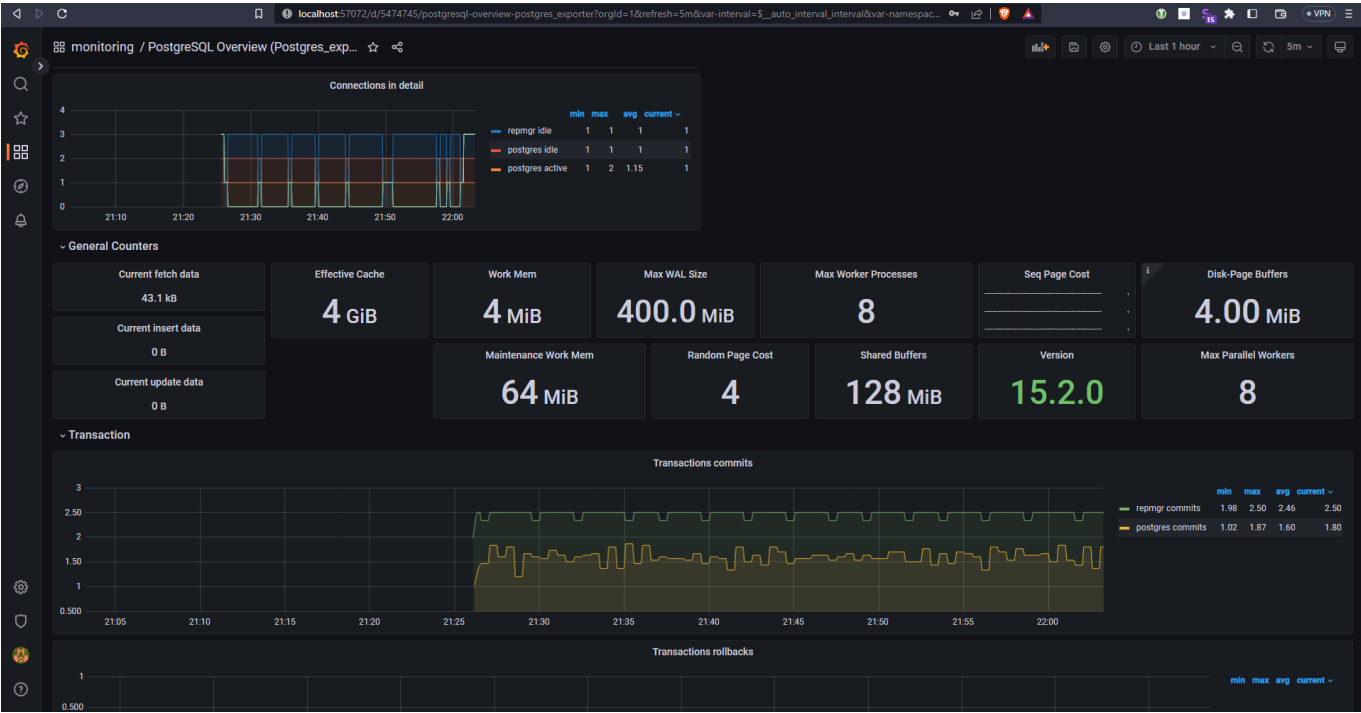 localhost:57072/d/5474745/postgresql-overview-postgres_exporter?orgId=1&refresh=5m&var-interval=$__auto_interval_interval&var-namespac...
15
VPN
monitoring / PostgreSQL Overview (Postgres_exp...
Last 1 hour
5m
Connections in detail
4
3
2
1
0
21:10 21:20 21:30 21:40 21:50 22:00
min max avg current
repmgr idle 1 1 1 1
postgres idle 1 1 1 1
postgres active 1 2 1.15 1
General Counters
Current fetch data
43.1 kB
Current insert data
0 B
Current update data
0 B
Effective Cache
4 GiB
Work Mem
4 MiB
Max WAL Size
400.0 MiB
Max Worker Processes
8
Seq Page Cost
i
Disk-Page Buffers
4.00 MiB
Maintenance Work Mem
64 MiB
Random Page Cost
4
Shared Buffers
128 MiB
Version
15.2.0
Max Parallel Workers
8
Transaction
Transactions commits
3
2.50
2
1.50
1
0.500
21:05 21:10 21:15 21:20 21:25 21:30 21:35 21:40 21:45 21:50 21:55 22:00
min max avg current
repmgr commits 1.98 2.50 2.46 2.50
postgres commits 1.02 1.87 1.60 1.80
Transactions rollbacks
1
0.500
min max avg current